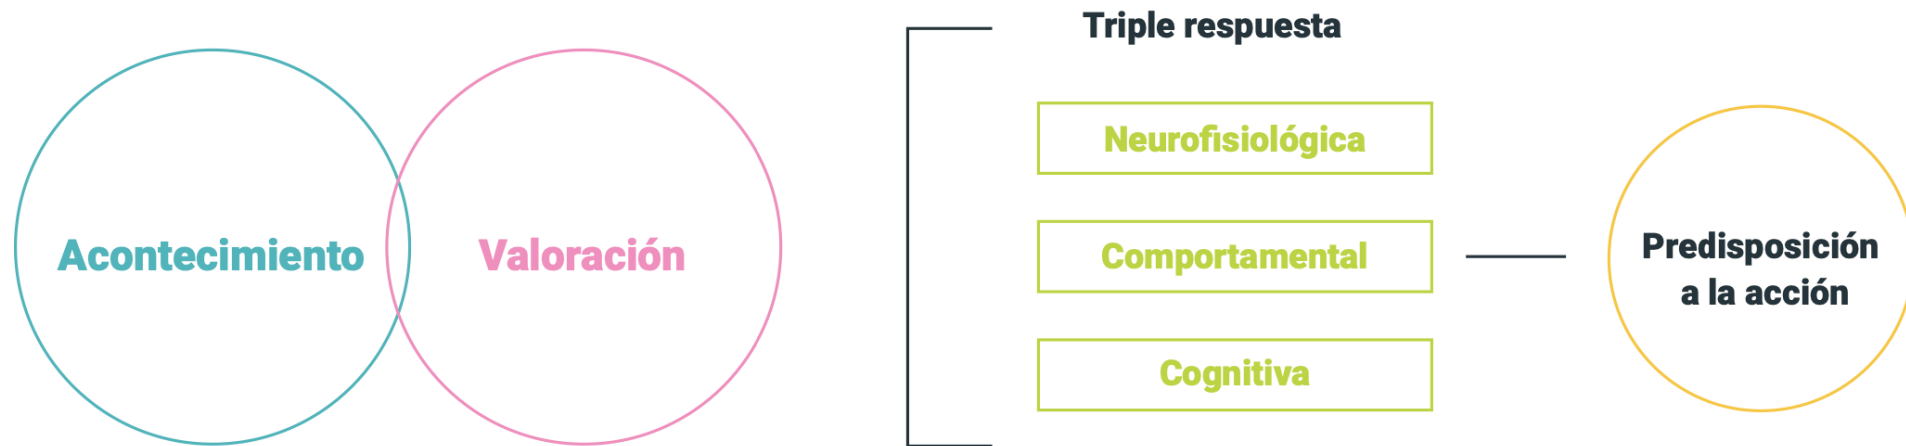 Acontecimiento
Valoración
Triple respuesta
Neurofisiológica
Comportamental
Cognitiva
Predisposición
a la acción